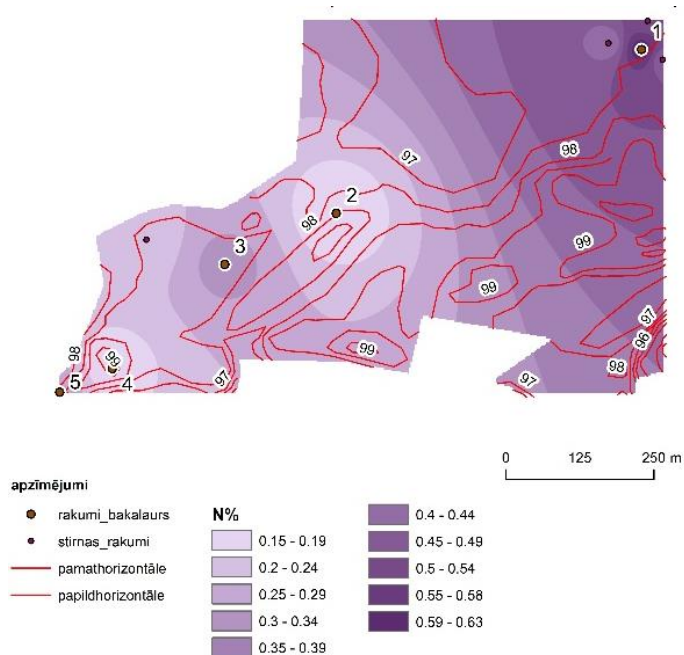 1
97
98
2
98
99
3
99
97
96
98
98
99
97
99
97
5
4
0 125 250 m
apzīmējumi
rakumi_bakalaurs
stirnas_rakumi
pamathorizontāle
papildhorizontāle
N%
0.15 - 0.19
0.2 - 0.24
0.25 - 0.29
0.3 - 0.34
0.35 - 0.39
0.4 - 0.44
0.45 - 0.49
0.5 - 0.54
0.55 - 0.58
0.59 - 0.63